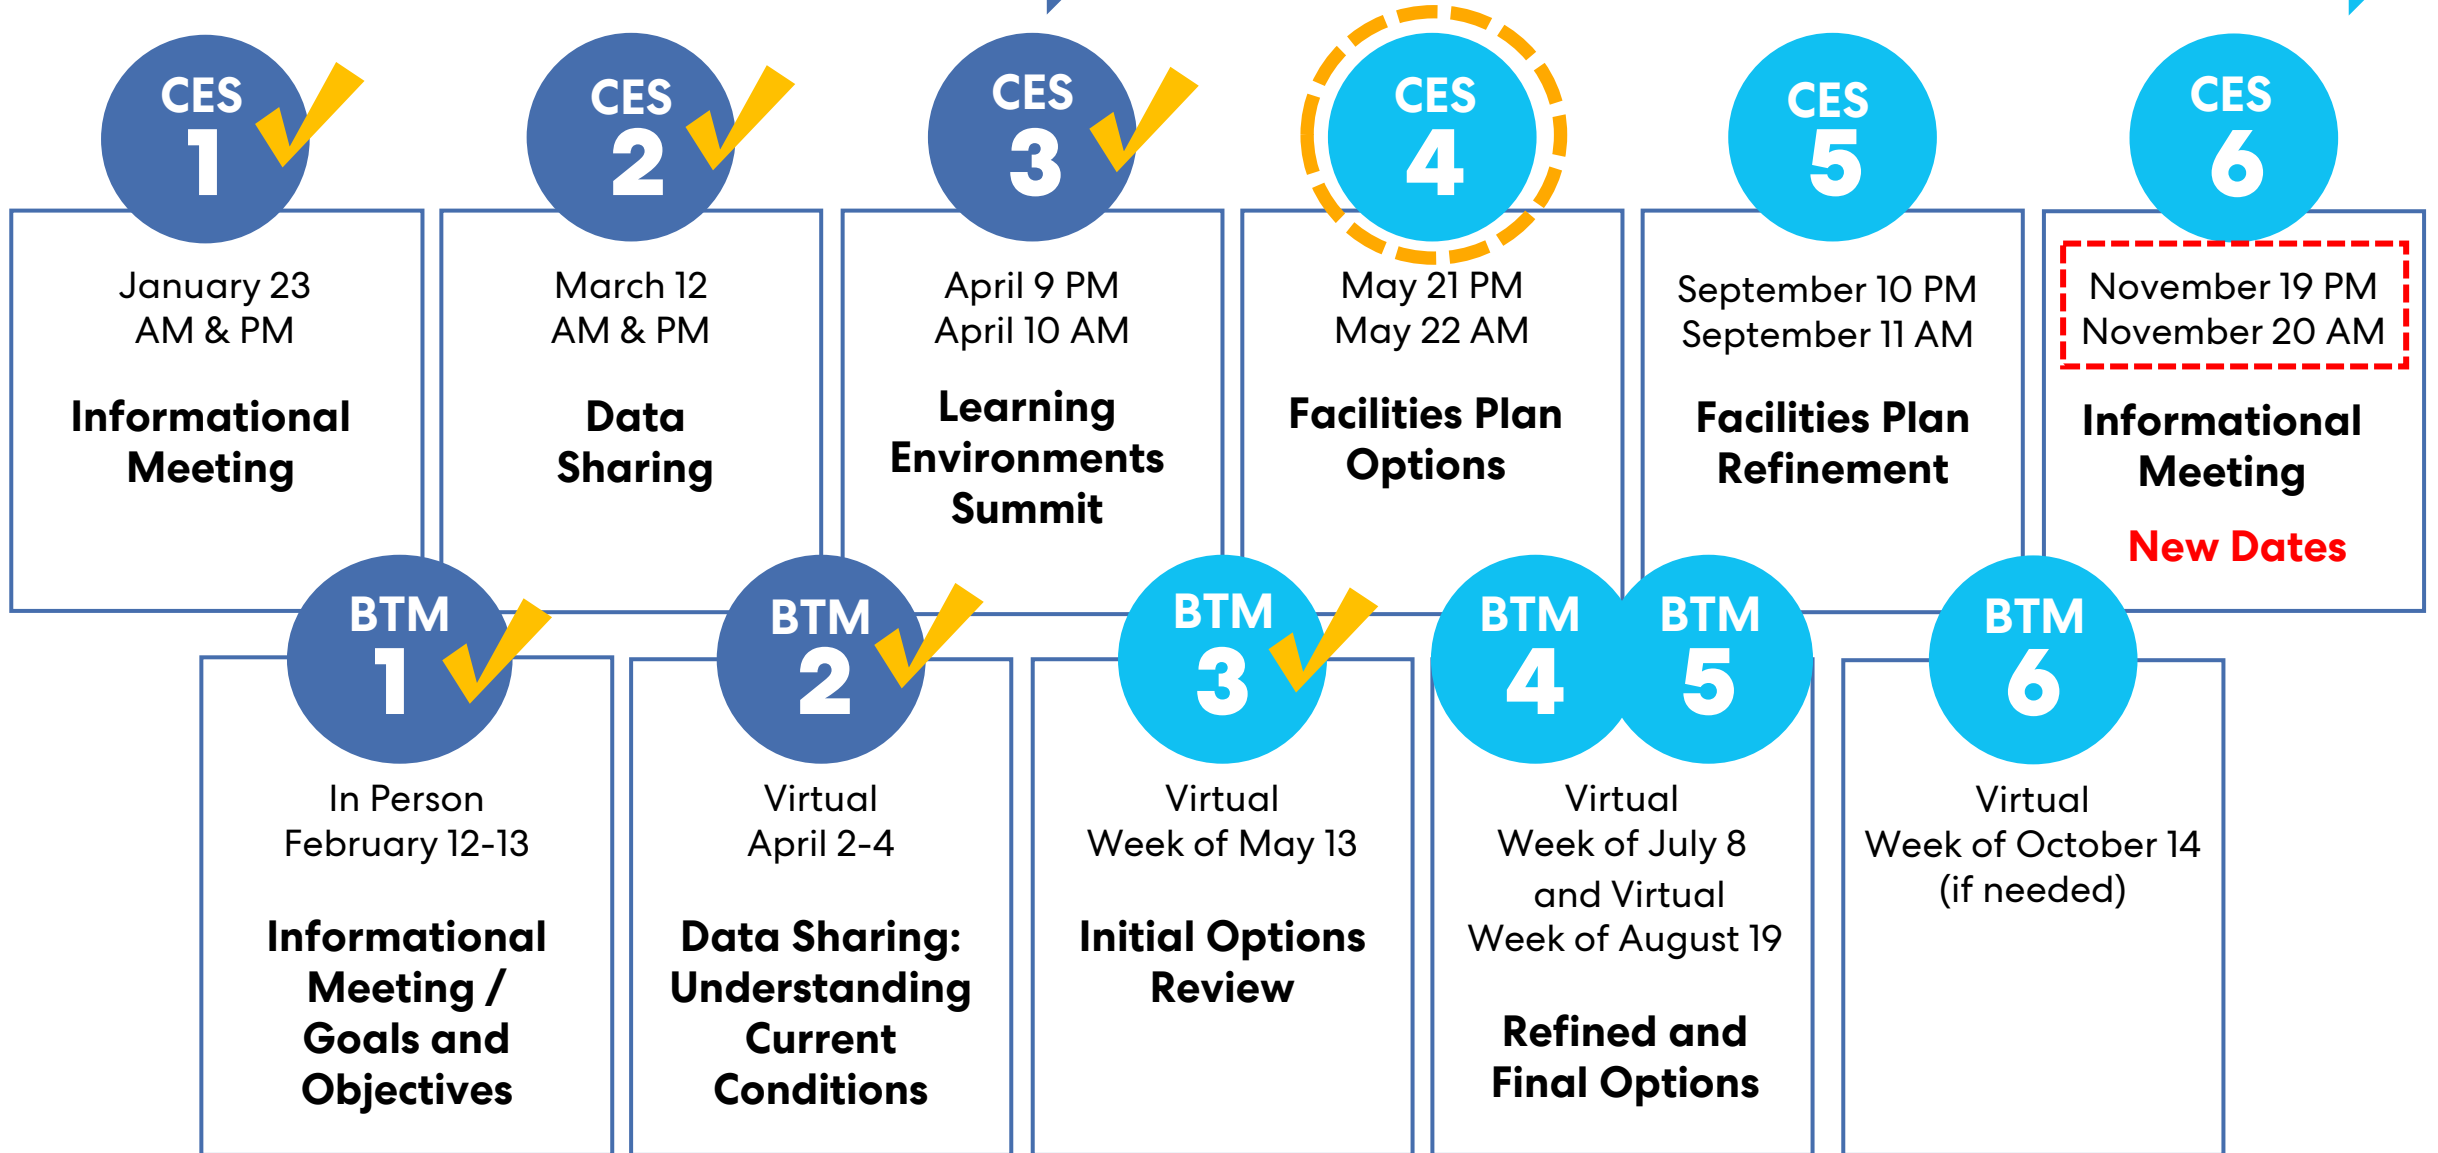 CES
1
January 23
AM & PM
Informational
Meeting
CES
2
March 12
AM & PM
Data
Sharing
CES
3
April 9 PM
April 10 AM
Learning
Environments
Summit
CES
4
May 21 PM
May 22 AM
Facilities Plan
Options
CES
5
September 10 PM
September 11 AM
Facilities Plan
Refinement
CES
6
November 19 PM
November 20 AM
Informational
Meeting
New Dates
BTM
1
In Person
February 12-13
Informational
Meeting /
Goals and
Objectives
BTM
2
Virtual
April 2-4
Data Sharing:
Understanding
Current
Conditions
BTM
3
Virtual
Week of May 13
Initial Options
Review
BTM
4
BTM
5
Virtual
Week of July 8
and Virtual
Week of August 19
Refined and
Final Options
BTM
6
Virtual
Week of October 14
(if needed)